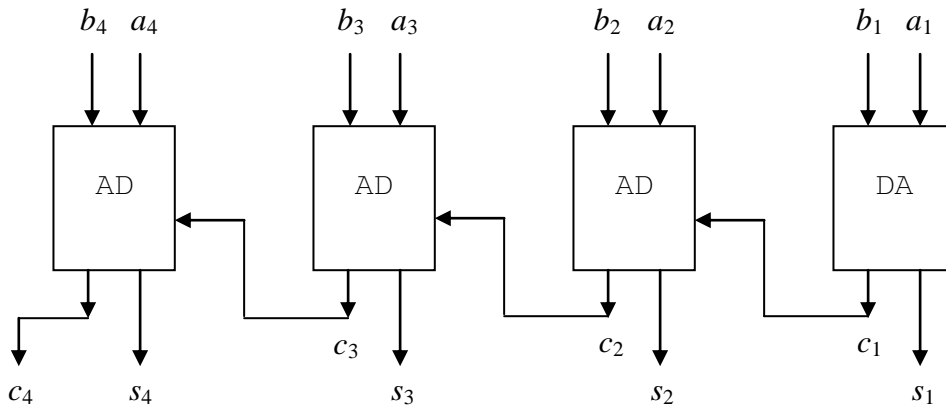 b₄ a₄ b₃ a₃ b₂ a₂ b₁ a₁
AD AD AD DA
c₃ c₂ c₁
c₄ s₄ s₃ s₂ s₁